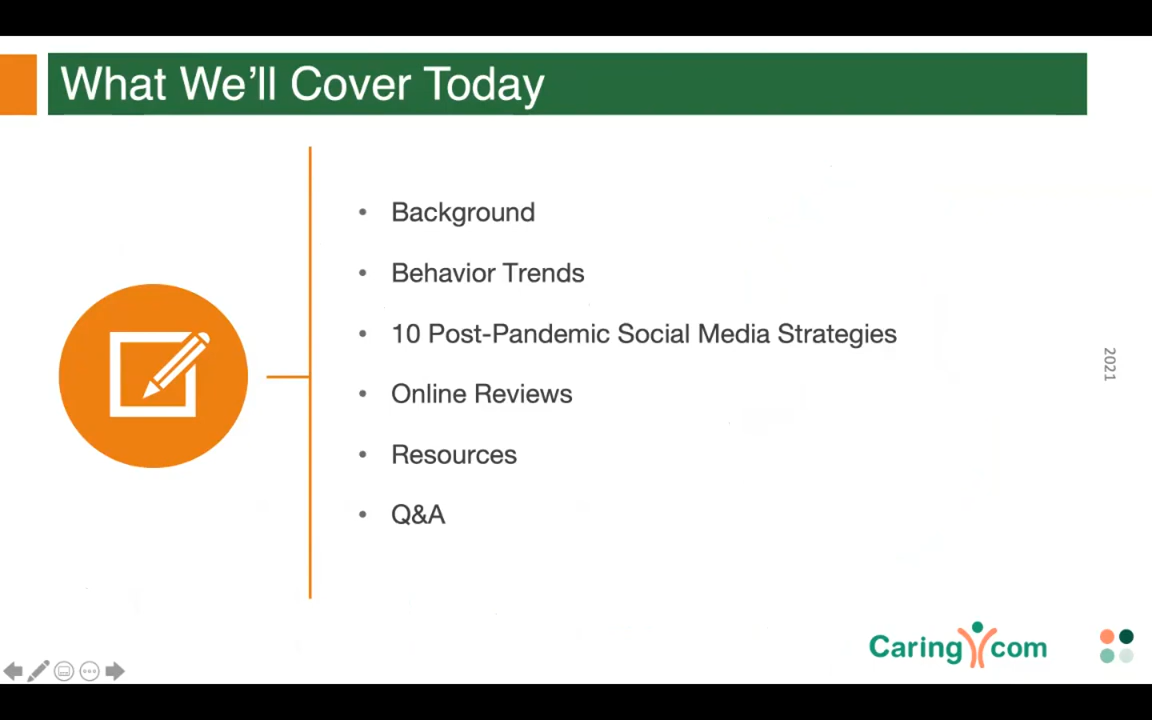 What We'll Cover Today
• Background
• Behavior Trends
• 10 Post-Pandemic Social Media Strategies
• Online Reviews
• Resources
• Q&A
2021
Caring com